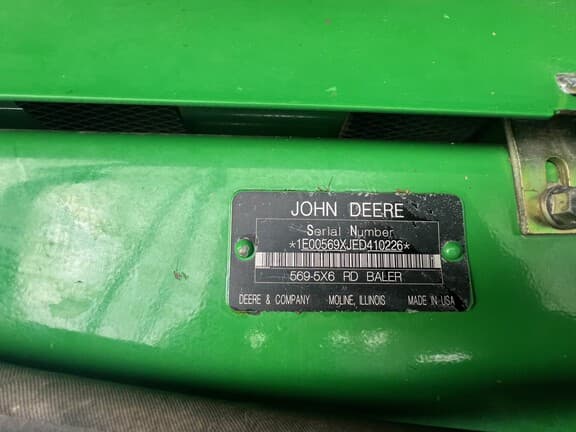 JOHN DEERE
Serial Number
*1E00569XJED410226*
569-5X6 RD BALER
DEERE & COMPANY MOLINE, ILLINOIS MADE IN USA